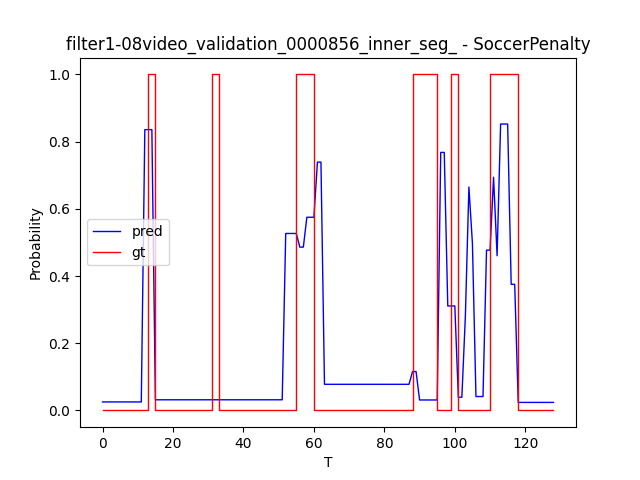 filter1-08video_validation_0000856_inner_seg_ - SoccerPenalty
1.0
0.8
0.6
0.4
0.2
0.0
Probability
pred
gt
0
20
40
60
80
100
120
T